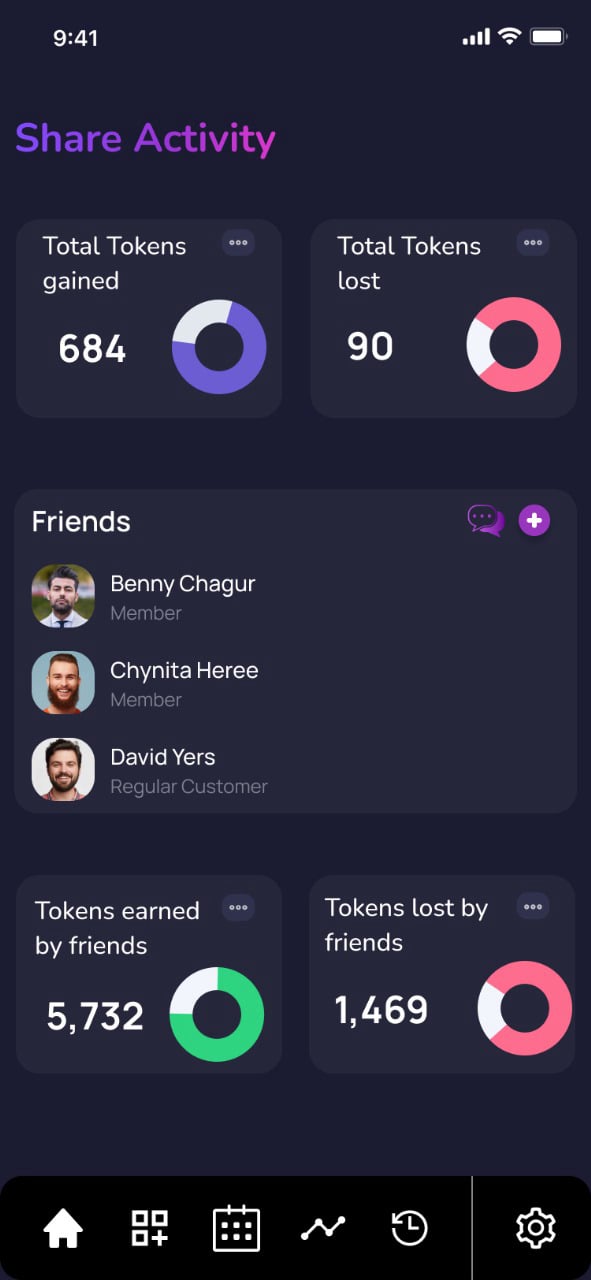 9:41
Share Activity
Total Tokens
gained
684
Total Tokens
lost
90
Friends
Benny Chagur
Member
Chynita Heree
Member
David Yers
Regular Customer
Tokens earned
by friends
5,732
Tokens lost by
friends
1,469